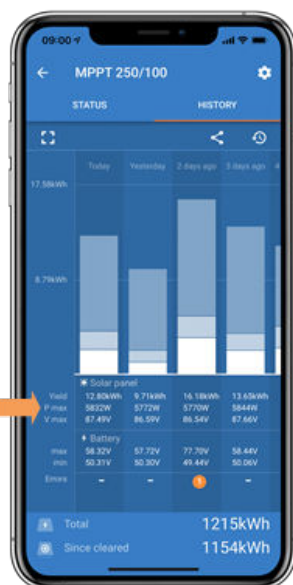 09:00
MPPT 250/100
STATUS HISTORY
Today Yesterday 2 days ago 3 days ago 4
17.58kWh
8.79kWh
Solar panel
Yield 12.80kWh 9.71kWh 16.18kWh 13.65kWh
P max 5832W 5772W 5770W 5844W
V max 87.49V 86.59V 86.54V 87.66V
Battery
max 58.32V 57.72V 77.70V 58.44V
min 50.31V 50.30V 49.44V 50.06V
Errors - - 1 -
Total 1215kWh
Since cleared 1154kWh